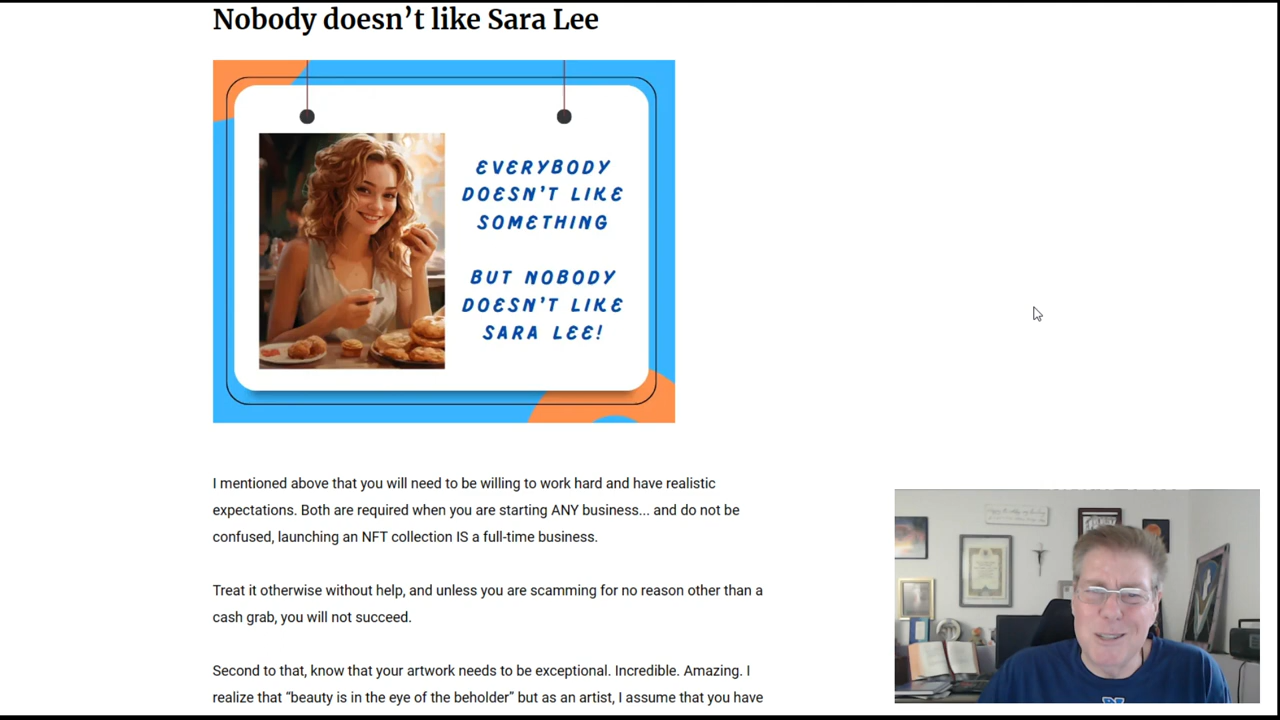 Nobody doesn’t like Sara Lee
EVERYBODY
DOESN'T LIKE
SOMETHING
BUT NOBODY
DOESN'T LIKE
SARA LEE!
I mentioned above that you will need to be willing to work hard and have realistic
expectations. Both are required when you are starting ANY business... and do not be
confused, launching an NFT collection IS a full-time business.
Treat it otherwise without help, and unless you are scamming for no reason other than a
cash grab, you will not succeed.
Second to that, know that your artwork needs to be exceptional. Incredible. Amazing. I
realize that “beauty is in the eye of the beholder” but as an artist, I assume that you have